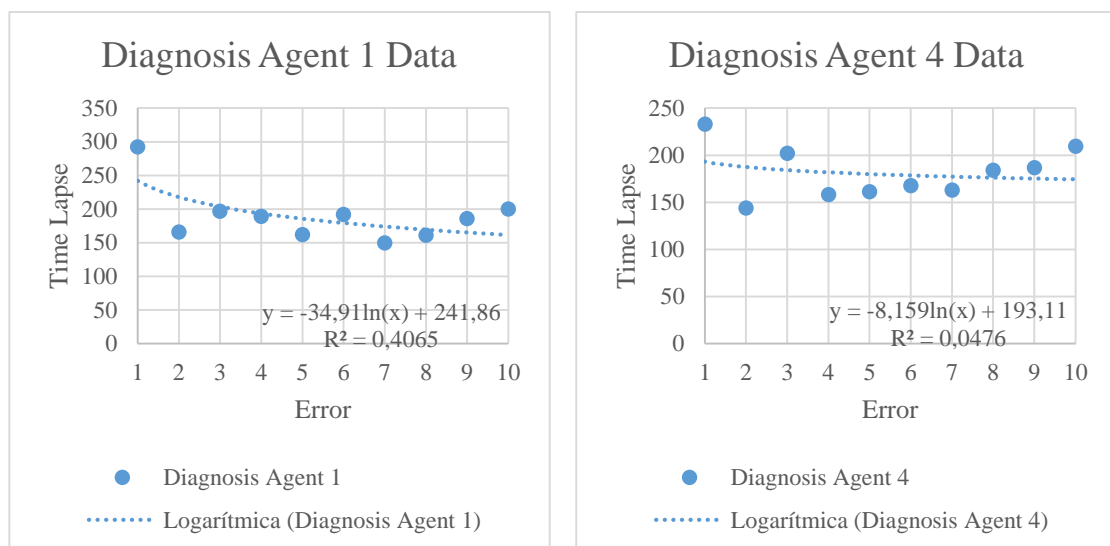 Diagnosis Agent 1 Data
350
300
250
200
150
100
50
0
Time Lapse
y = -34,91ln(x) + 241,86
R² = 0,4065
1 2 3 4 5 6 7 8 9 10
Error
Diagnosis Agent 1
Logarítmica (Diagnosis Agent 1)
Diagnosis Agent 4 Data
250
200
150
100
50
0
Time Lapse
y = -8,159ln(x) + 193,11
R² = 0,0476
1 2 3 4 5 6 7 8 9 10
Error
Diagnosis Agent 4
Logarítmica (Diagnosis Agent 4)